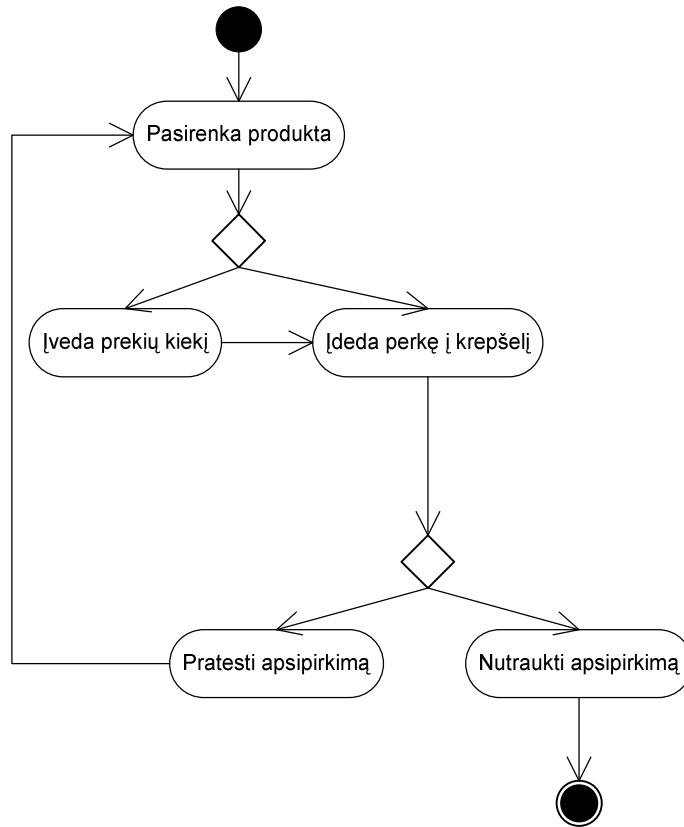 Pasirenka produkta
Įveda prekių kiekį
Įdeda perkę į krepšelį
Pratesti apsipirkimą
Nutraukti apsipirkimą